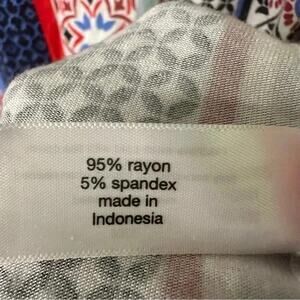 95% rayon
5% spandex
made in
Indonesia